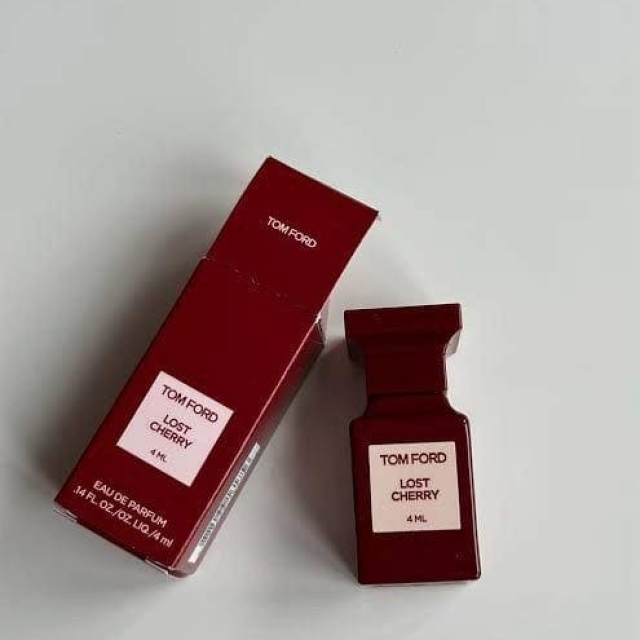 TOM FORD
TOM FORD
LOST
CHERRY
4 ML
EAU DE PARFUM
.14 FL. OZ./OZ. LIQ./4 ml
TOM FORD
LOST
CHERRY
4 ML